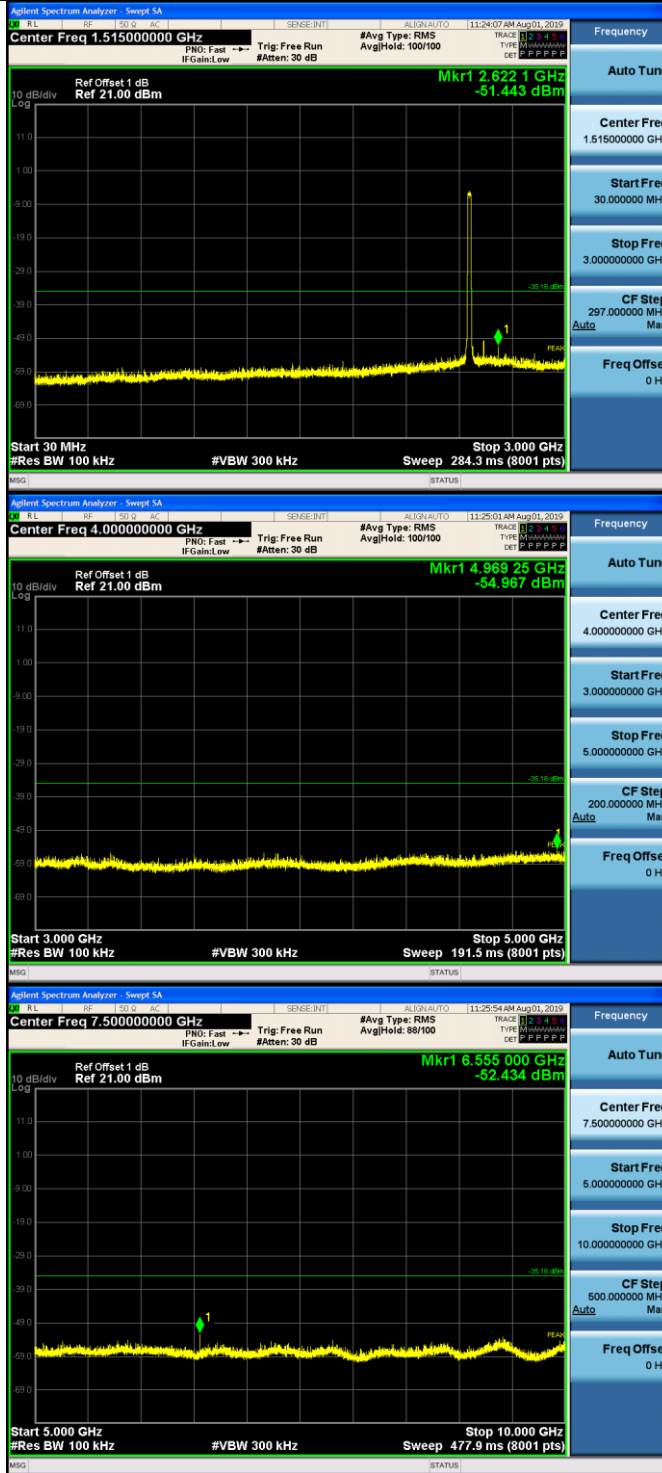 Agilent Spectrum Analyzer - Swept SA
RL RF 50 Ω AC SENSE:INT ALIGNAUTO 11:24:07 AM Aug 01, 2019
Center Freq 1.515000000 GHz
PNO: Fast Trig: Free Run
IFGain:Low #Atten: 30 dB
#Avg Type: RMS
Avg|Hold: 100/100
TRACE 1 2 3 4 5 6
TYPE M
DET P P P P P P
Frequency
Mkr1 2.622 1 GHz
-51.443 dBm
Ref Offset 1 dB
10 dB/div Ref 21.00 dBm
Log
11.0
1.00
-9.00
-19.0
-29.0
-39.0
-49.0
-59.0
-69.0
-35.16 dBm
1
PEAK
Start 30 MHz Stop 3.000 GHz
#Res BW 100 kHz #VBW 300 kHz Sweep 284.3 ms (8001 pts)
MSG STATUS
Auto Tun
Center Fre
1.515000000 GH
Start Fre
30.000000 MH
Stop Fre
3.000000000 GH
CF Ste
297.000000 MH
Auto Ma
Freq Offse
0 H
Agilent Spectrum Analyzer - Swept SA
RL RF 50 Ω AC SENSE:INT ALIGNAUTO 11:25:01 AM Aug 01, 2019
Center Freq 4.000000000 GHz
PNO: Fast Trig: Free Run
IFGain:Low #Atten: 30 dB
#Avg Type: RMS
Avg|Hold: 100/100
TRACE 1 2 3 4 5 6
TYPE M
DET P P P P P P
Frequency
Mkr1 4.969 25 GHz
-54.967 dBm
Ref Offset 1 dB
10 dB/div Ref 21.00 dBm
Log
11.0
1.00
-9.00
-19.0
-29.0
-39.0
-49.0
-59.0
-69.0
-35.16 dBm
1
Start 3.000 GHz Stop 5.000 GHz
#Res BW 100 kHz #VBW 300 kHz Sweep 191.5 ms (8001 pts)
MSG STATUS
Auto Tun
Center Fre
4.000000000 GH
Start Fre
3.000000000 GH
Stop Fre
5.000000000 GH
CF Ste
200.000000 MH
Auto Ma
Freq Offse
0 H
Agilent Spectrum Analyzer - Swept SA
RL RF 50 Ω AC SENSE:INT ALIGNAUTO 11:25:54 AM Aug 01, 2019
Center Freq 7.500000000 GHz
PNO: Fast Trig: Free Run
IFGain:Low #Atten: 30 dB
#Avg Type: RMS
Avg|Hold: 88/100
TRACE 1 2 3 4 5 6
TYPE M
DET P P P P P P
Frequency
Mkr1 6.555 000 GHz
-52.434 dBm
Ref Offset 1 dB
10 dB/div Ref 21.00 dBm
Log
11.0
1.00
-9.00
-19.0
-29.0
-39.0
-49.0
-59.0
-69.0
-35.16 dBm
1
PEAK
Start 5.000 GHz Stop 10.000 GHz
#Res BW 100 kHz #VBW 300 kHz Sweep 477.9 ms (8001 pts)
MSG STATUS
Auto Tun
Center Fre
7.500000000 GH
Start Fre
5.000000000 GH
Stop Fre
10.000000000 GH
CF Ste
500.000000 MH
Auto Ma
Freq Offse
0 H